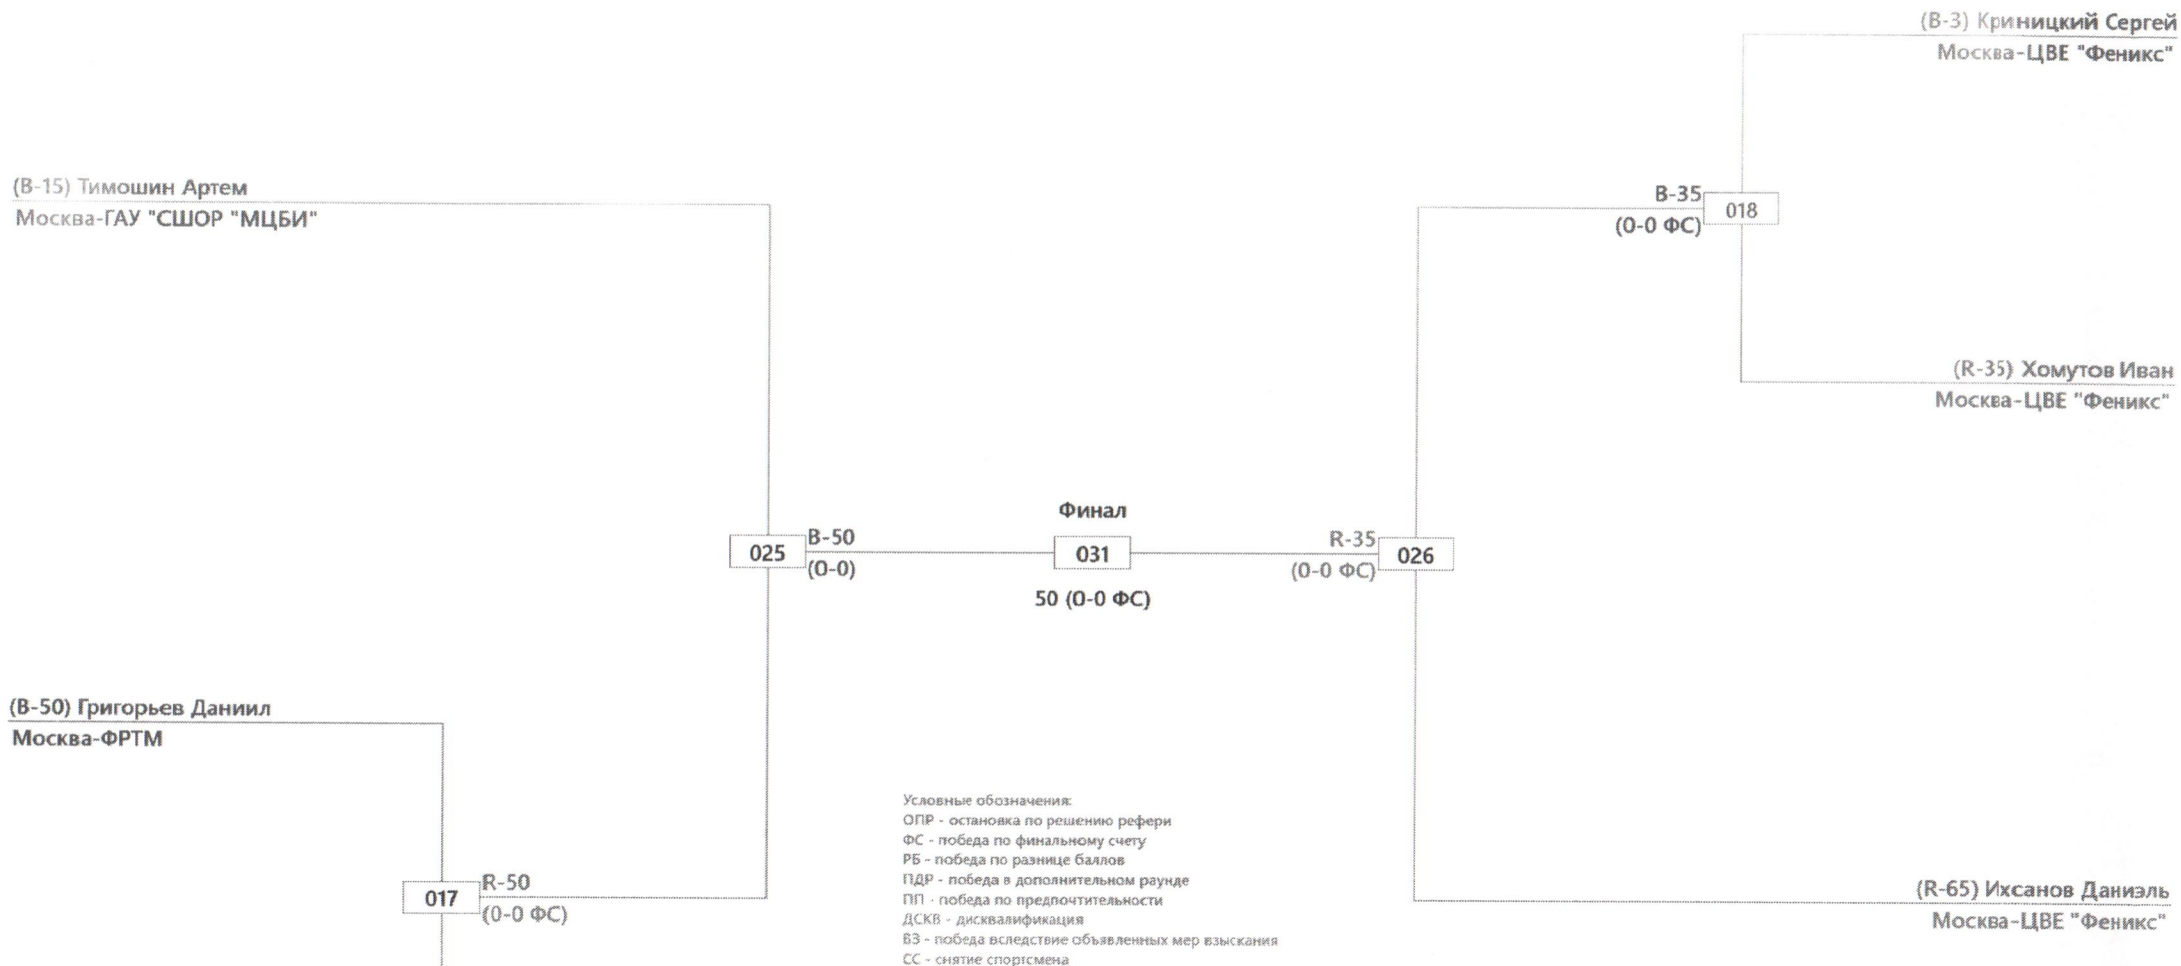 (B-3) Криницкий Сергей
Москва-ЦВЕ "Феникс"
(B-15) Тимошин Артем
Москва-ГАУ "СШОР "МЦБИ"
B-35
(0-0 ФС)
018
(R-35) Хомутов Иван
Москва-ЦВЕ "Феникс"
Финал
025
B-50
(0-0)
031
R-35
(0-0 ФС)
026
50 (0-0 ФС)
(B-50) Григорьев Даниил
Москва-ФРТМ
017
R-50
(0-0 ФС)
Условные обозначения:
ОПР - остановка по решению рефери
ФС - победа по финальному счету
РБ - победа по разнице баллов
ПДР - победа в дополнительном раунде
ПП - победа по предпочтительности
ДСКВ - дисквалификация
ВЗ - победа вследствие объявленных мер взыскания
СС - снятие спортсмена
(R-65) Ихсанов Даниэль
Москва-ЦВЕ "Феникс"